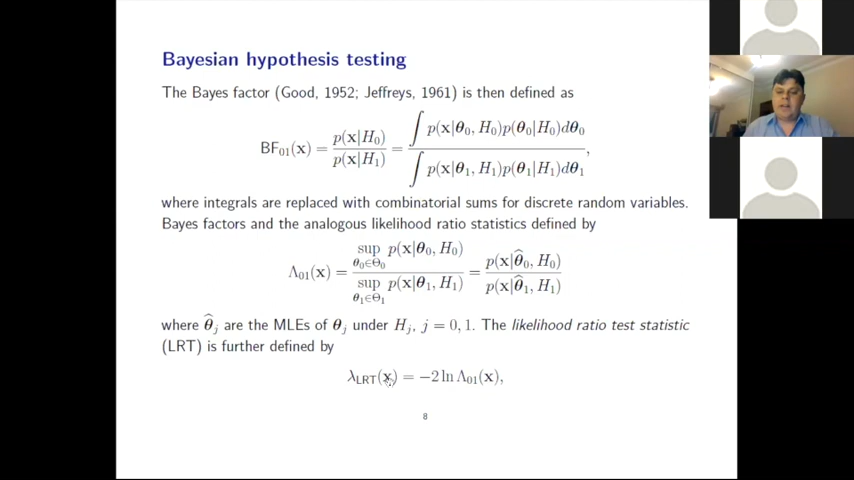 Bayesian hypothesis testing
The Bayes factor (Good, 1952; Jeffreys, 1961) is then defined as
BF₀₁(x) = p(x|H₀) / p(x|H₁) = ∫ p(x|θ₀, H₀)p(θ₀|H₀)dθ₀ / ∫ p(x|θ₁, H₁)p(θ₁|H₁)dθ₁,
where integrals are replaced with combinatorial sums for discrete random variables.
Bayes factors and the analogous likelihood ratio statistics defined by
Λ₀₁(x) = sup_{θ₀∈Θ₀} p(x|θ₀, H₀) / sup_{θ₁∈Θ₁} p(x|θ₁, H₁) = p(x|θ̂₀, H₀) / p(x|θ̂₁, H₁)
where θ̂ⱼ are the MLEs of θⱼ under Hⱼ, j = 0, 1. The likelihood ratio test statistic
(LRT) is further defined by
λ_LRT(x) = −2 ln Λ₀₁(x),
8